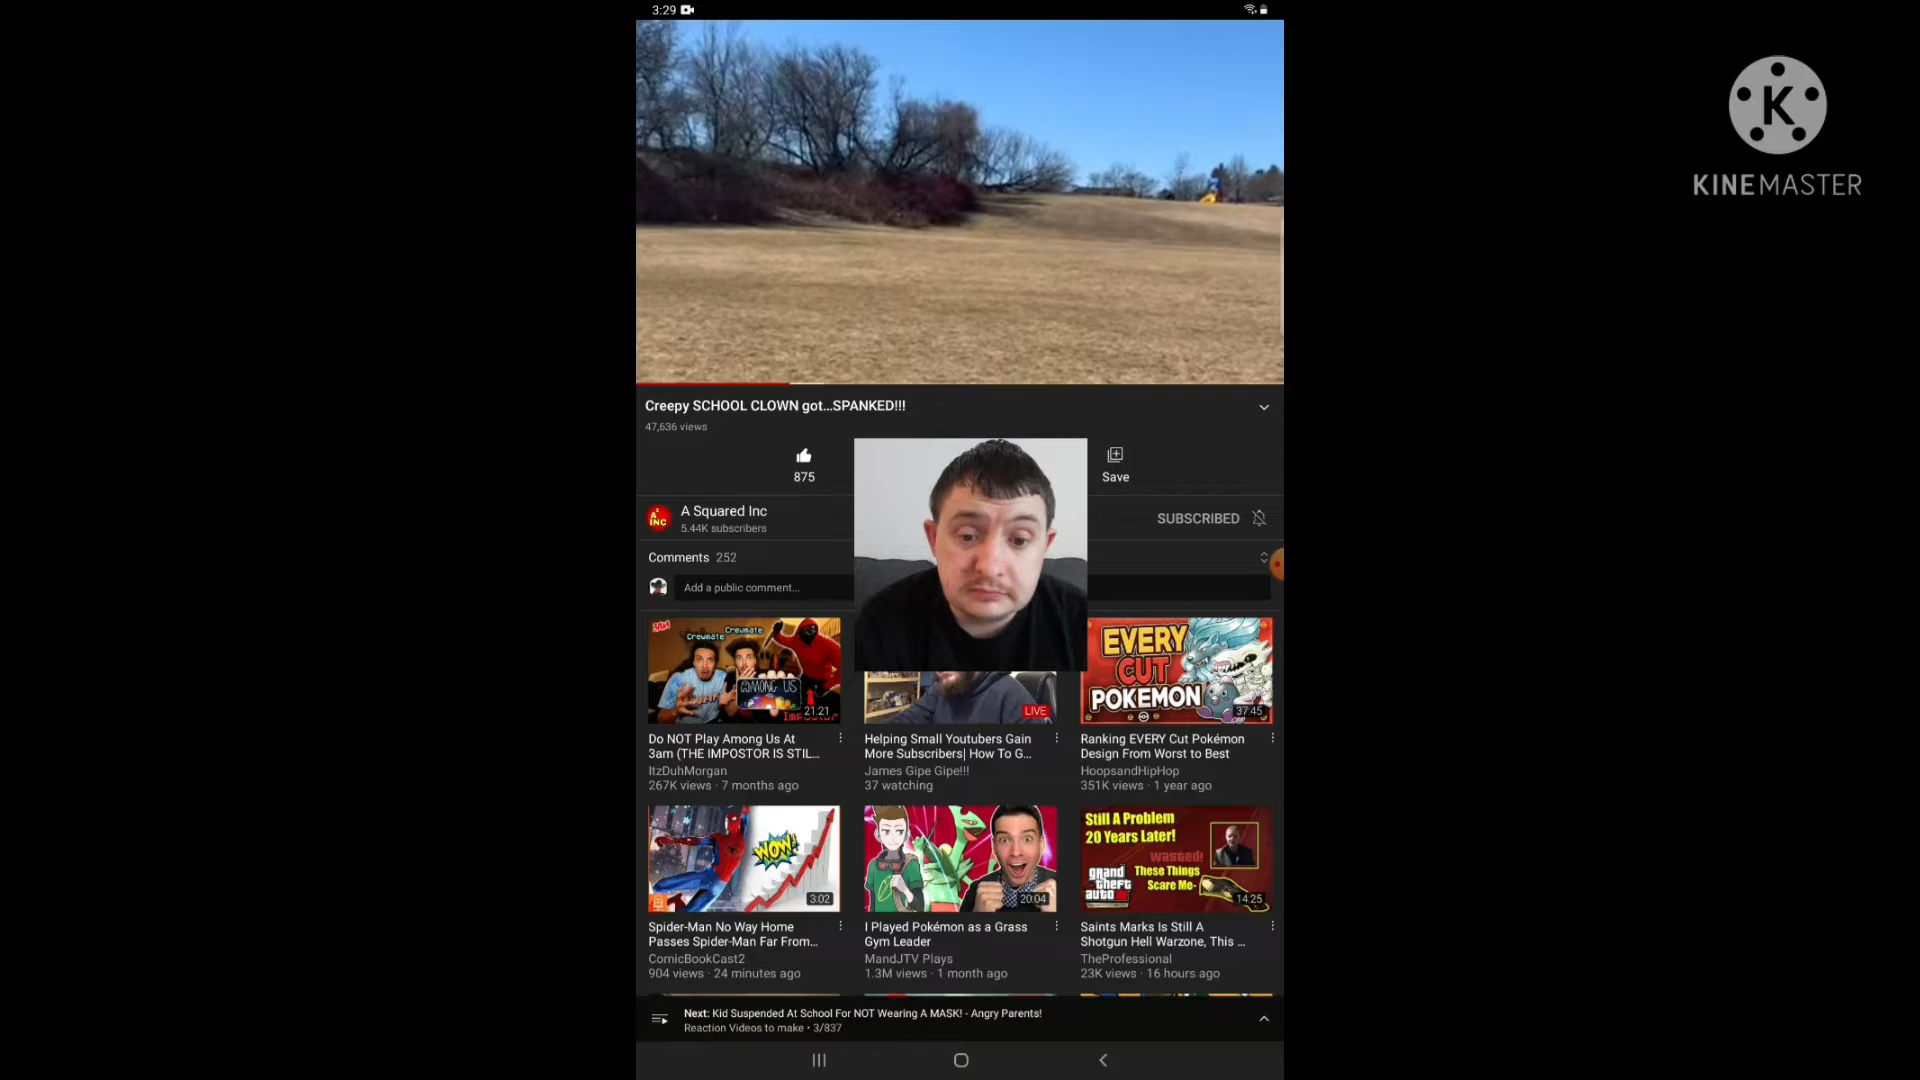 3:29
K
KINEMASTER
Creepy SCHOOL CLOWN got...SPANKED!!!
47,636 views
875
Save
A Squared Inc
5.44K subscribers
SUBSCRIBED
Comments 252
Add a public comment...
3AM
Crewmate Crewmate
AMONG US
21:21
LIVE
EVERY
CUT
POKEMON
37:45
Do NOT Play Among Us At
3am (THE IMPOSTOR IS STIL...
ItzDuhMorgan
267K views · 7 months ago
Helping Small Youtubers Gain
More Subscribers| How To G...
James Gipe Gipe!!!
37 watching
Ranking EVERY Cut Pokémon
Design From Worst to Best
HoopsandHipHop
351K views · 1 year ago
WOW!
3:02
20:04
Still A Problem
20 Years Later!
wasted!
grand
theft
auto
These Things
Scare Me-
14:25
Spider-Man No Way Home
Passes Spider-Man Far From...
ComicBookCast2
904 views · 24 minutes ago
I Played Pokémon as a Grass
Gym Leader
MandJTV Plays
1.3M views · 1 month ago
Saints Marks Is Still A
Shotgun Hell Warzone, This ...
TheProfessional
23K views · 16 hours ago
Next: Kid Suspended At School For NOT Wearing A MASK! - Angry Parents!
Reaction Videos to make • 3/837